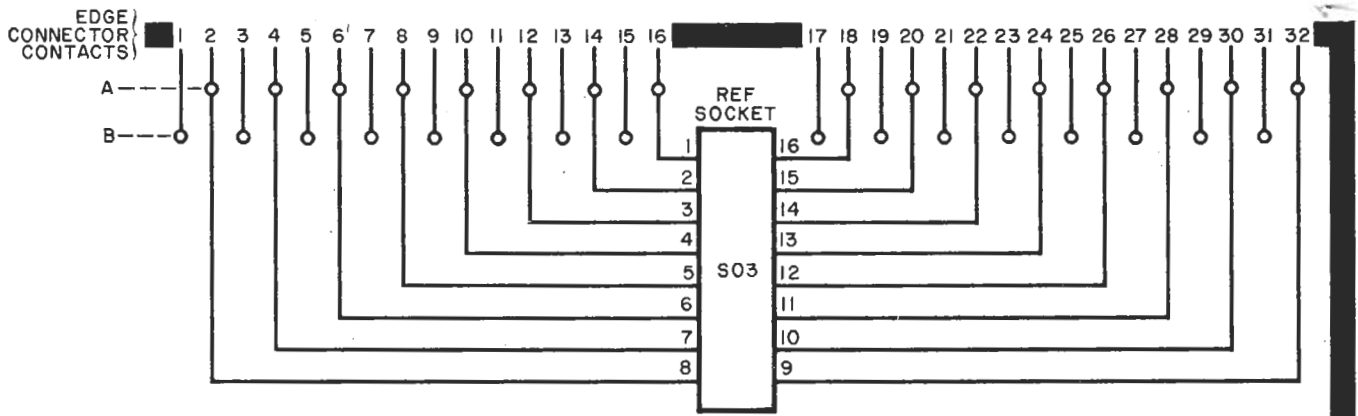 EDGE
CONNECTOR
CONTACTS
1 2 3 4 5 6' 7 8 9 10 11 12 13 14 15 16 17 18 19 20 21 22 23 24 25 26 27 28 29 30 31 32
A
REF
SOCKET
B
1 16
2 15
3 14
4 13
S03
5 12
6 11
7 10
8 9